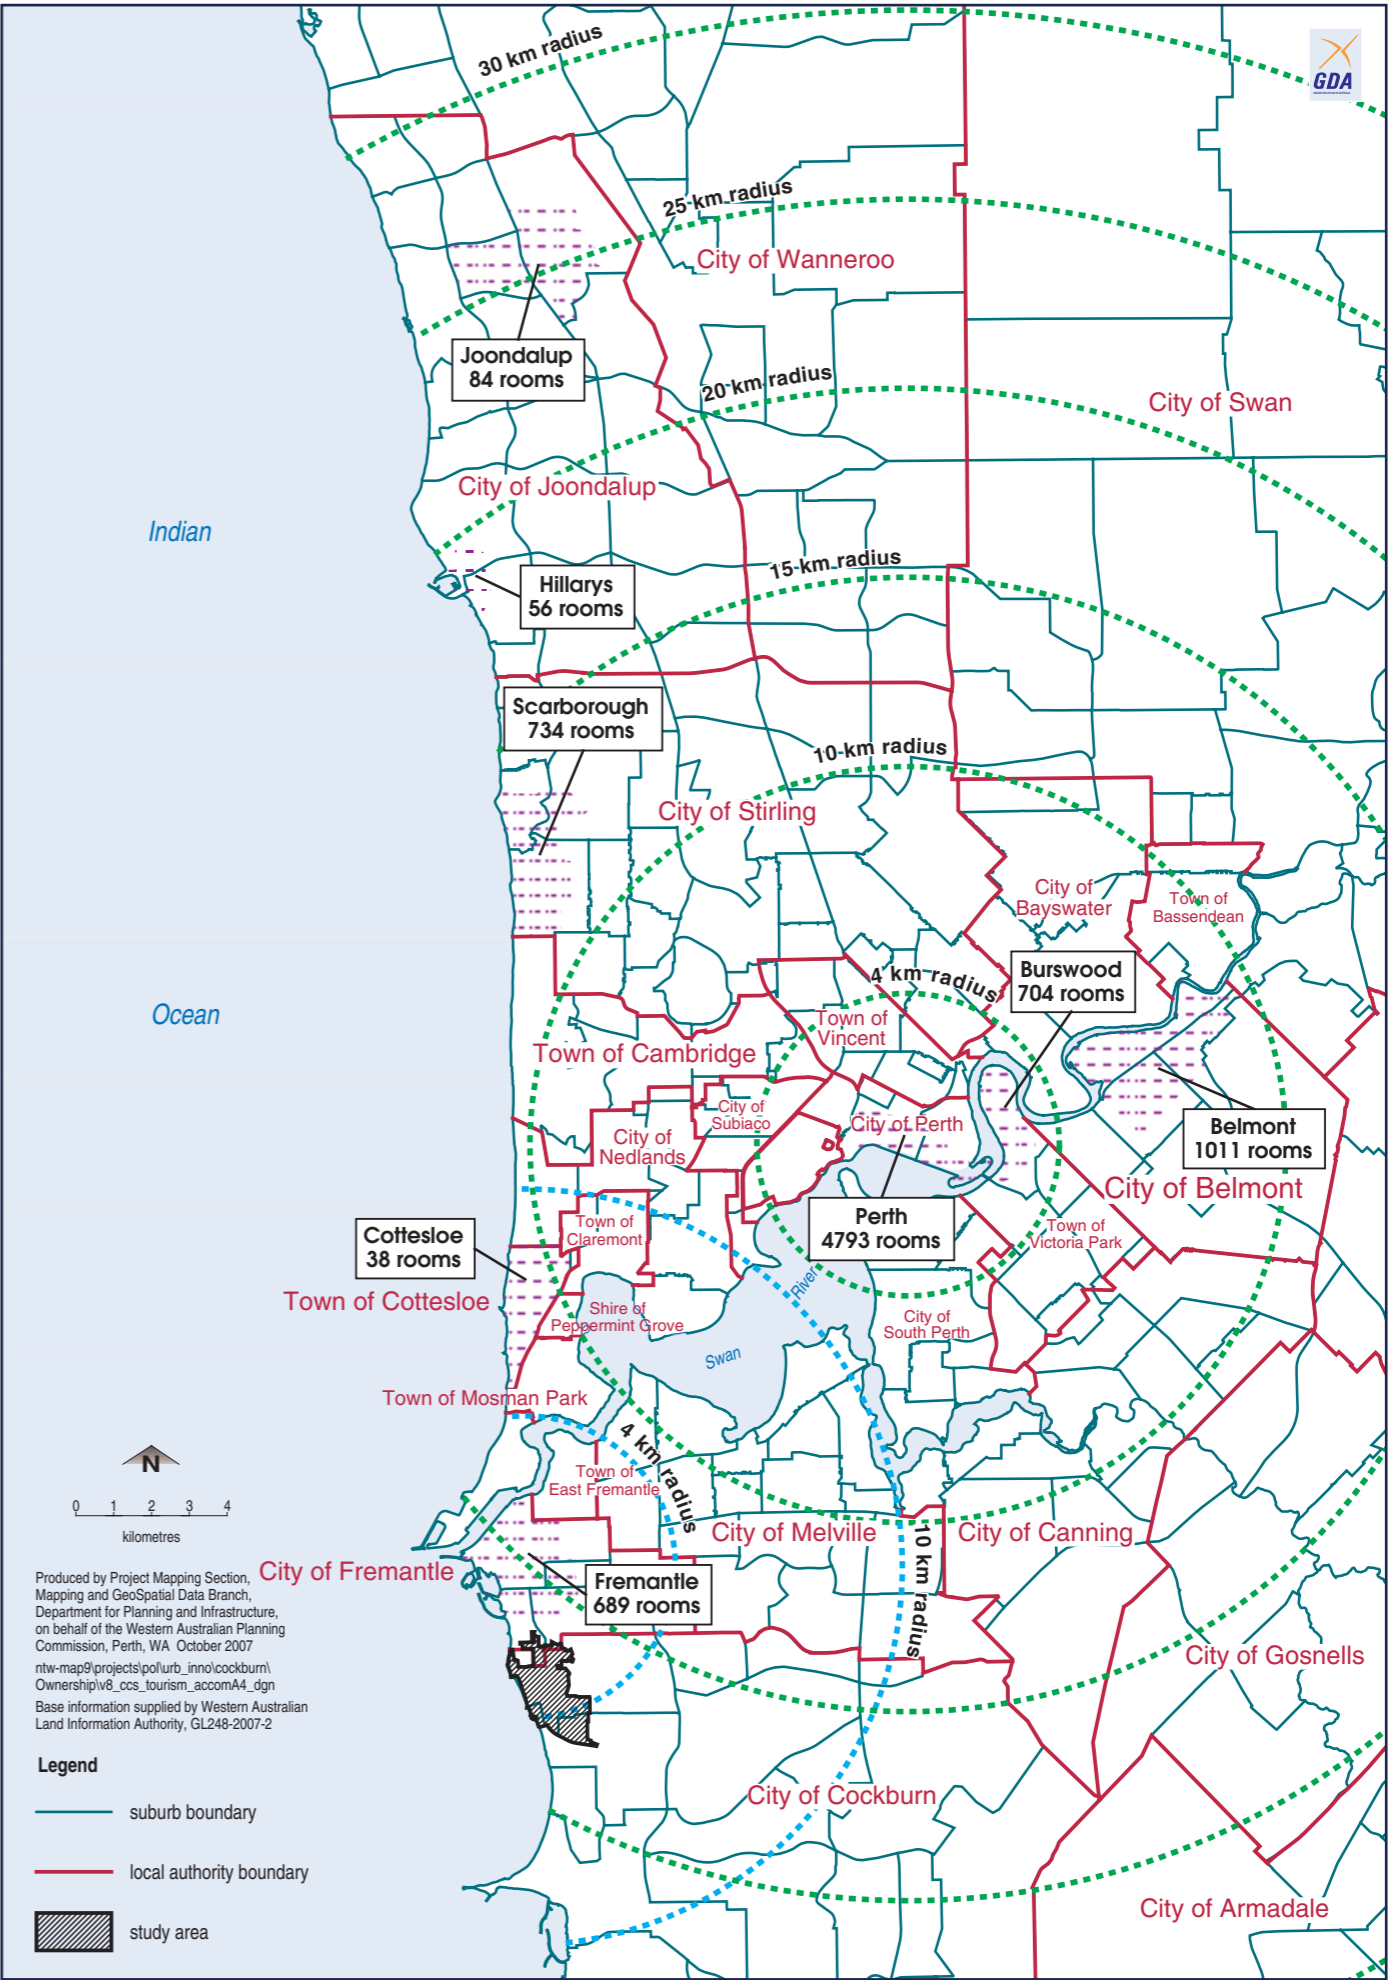 30 km radius
GDA
25 km radius
City of Wanneroo
Joondalup
84 rooms
20 km radius
City of Swan
City of Joondalup
Indian
15 km radius
Hillarys
56 rooms
Scarborough
734 rooms
10 km radius
City of Stirling
City of
Bayswater
Town of
Bassendean
4 km radius
Burswood
704 rooms
Ocean
Town of
Vincent
Town of Cambridge
City of
Subiaco
City of Perth
City of
Nedlands
Belmont
1011 rooms
City of Belmont
Perth
4793 rooms
Town of
Claremont
Town of
Victoria Park
Cottesloe
38 rooms
Town of Cottesloe
River
Shire of
Peppermint Grove
City of
South Perth
Swan
Town of Mosman Park
4 km radius
N
Town of
East Fremantle
0 1 2 3 4
kilometres
City of Melville
10 km radius
City of Canning
City of Fremantle
Fremantle
689 rooms
Produced by Project Mapping Section,
Mapping and GeoSpatial Data Branch,
Department for Planning and Infrastructure,
on behalf of the Western Australian Planning
Commission, Perth, WA October 2007
ntw-map9\projects\pol\urb_inno\cockburn\
Ownership\v8_ccs_tourism_accomA4_dgn
Base information supplied by Western Australian
Land Information Authority, GL248-2007-2
City of Gosnells
Legend
City of Cockburn
suburb boundary
local authority boundary
City of Armadale
study area